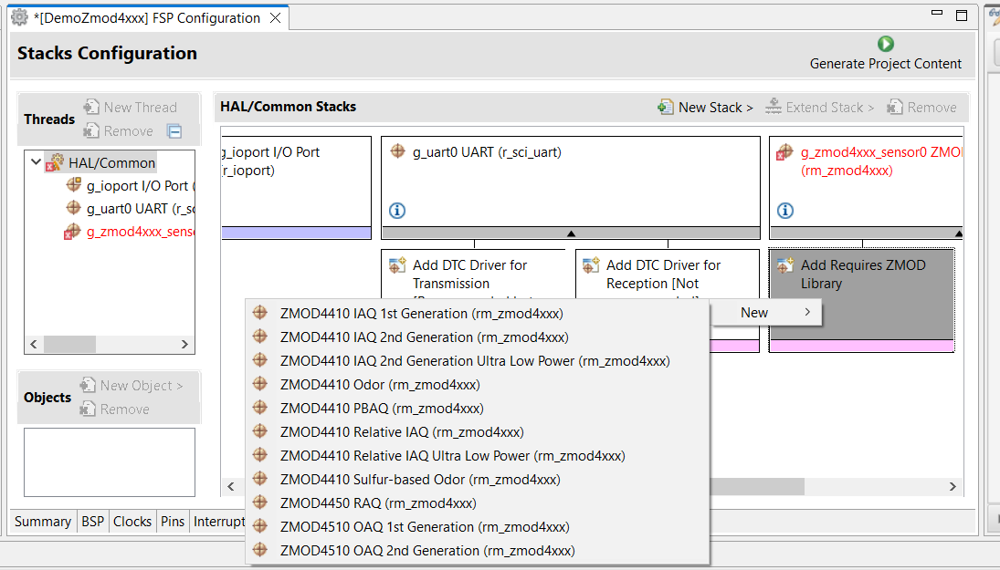 *[DemoZmod4xxx] FSP Configuration
Stacks Configuration
Generate Project Content
Threads
New Thread
Remove
HAL/Common
g_ioport I/O Port (
g_uart0 UART (r_sc
g_zmod4xxx_sens
Objects
New Object >
Remove
HAL/Common Stacks
New Stack >
Extend Stack >
Remove
g_ioport I/O Port
(r_ioport)
g_uart0 UART (r_sci_uart)
g_zmod4xxx_sensor0 ZMO
(rm_zmod4xxx)
Add DTC Driver for
Transmission
Add DTC Driver for
Reception [Not
Add Requires ZMOD
Library
New >
ZMOD4410 IAQ 1st Generation (rm_zmod4xxx)
ZMOD4410 IAQ 2nd Generation (rm_zmod4xxx)
ZMOD4410 IAQ 2nd Generation Ultra Low Power (rm_zmod4xxx)
ZMOD4410 Odor (rm_zmod4xxx)
ZMOD4410 PBAQ (rm_zmod4xxx)
ZMOD4410 Relative IAQ (rm_zmod4xxx)
ZMOD4410 Relative IAQ Ultra Low Power (rm_zmod4xxx)
ZMOD4410 Sulfur-based Odor (rm_zmod4xxx)
ZMOD4450 RAQ (rm_zmod4xxx)
ZMOD4510 OAQ 1st Generation (rm_zmod4xxx)
ZMOD4510 OAQ 2nd Generation (rm_zmod4xxx)
Summary BSP Clocks Pins Interrupt